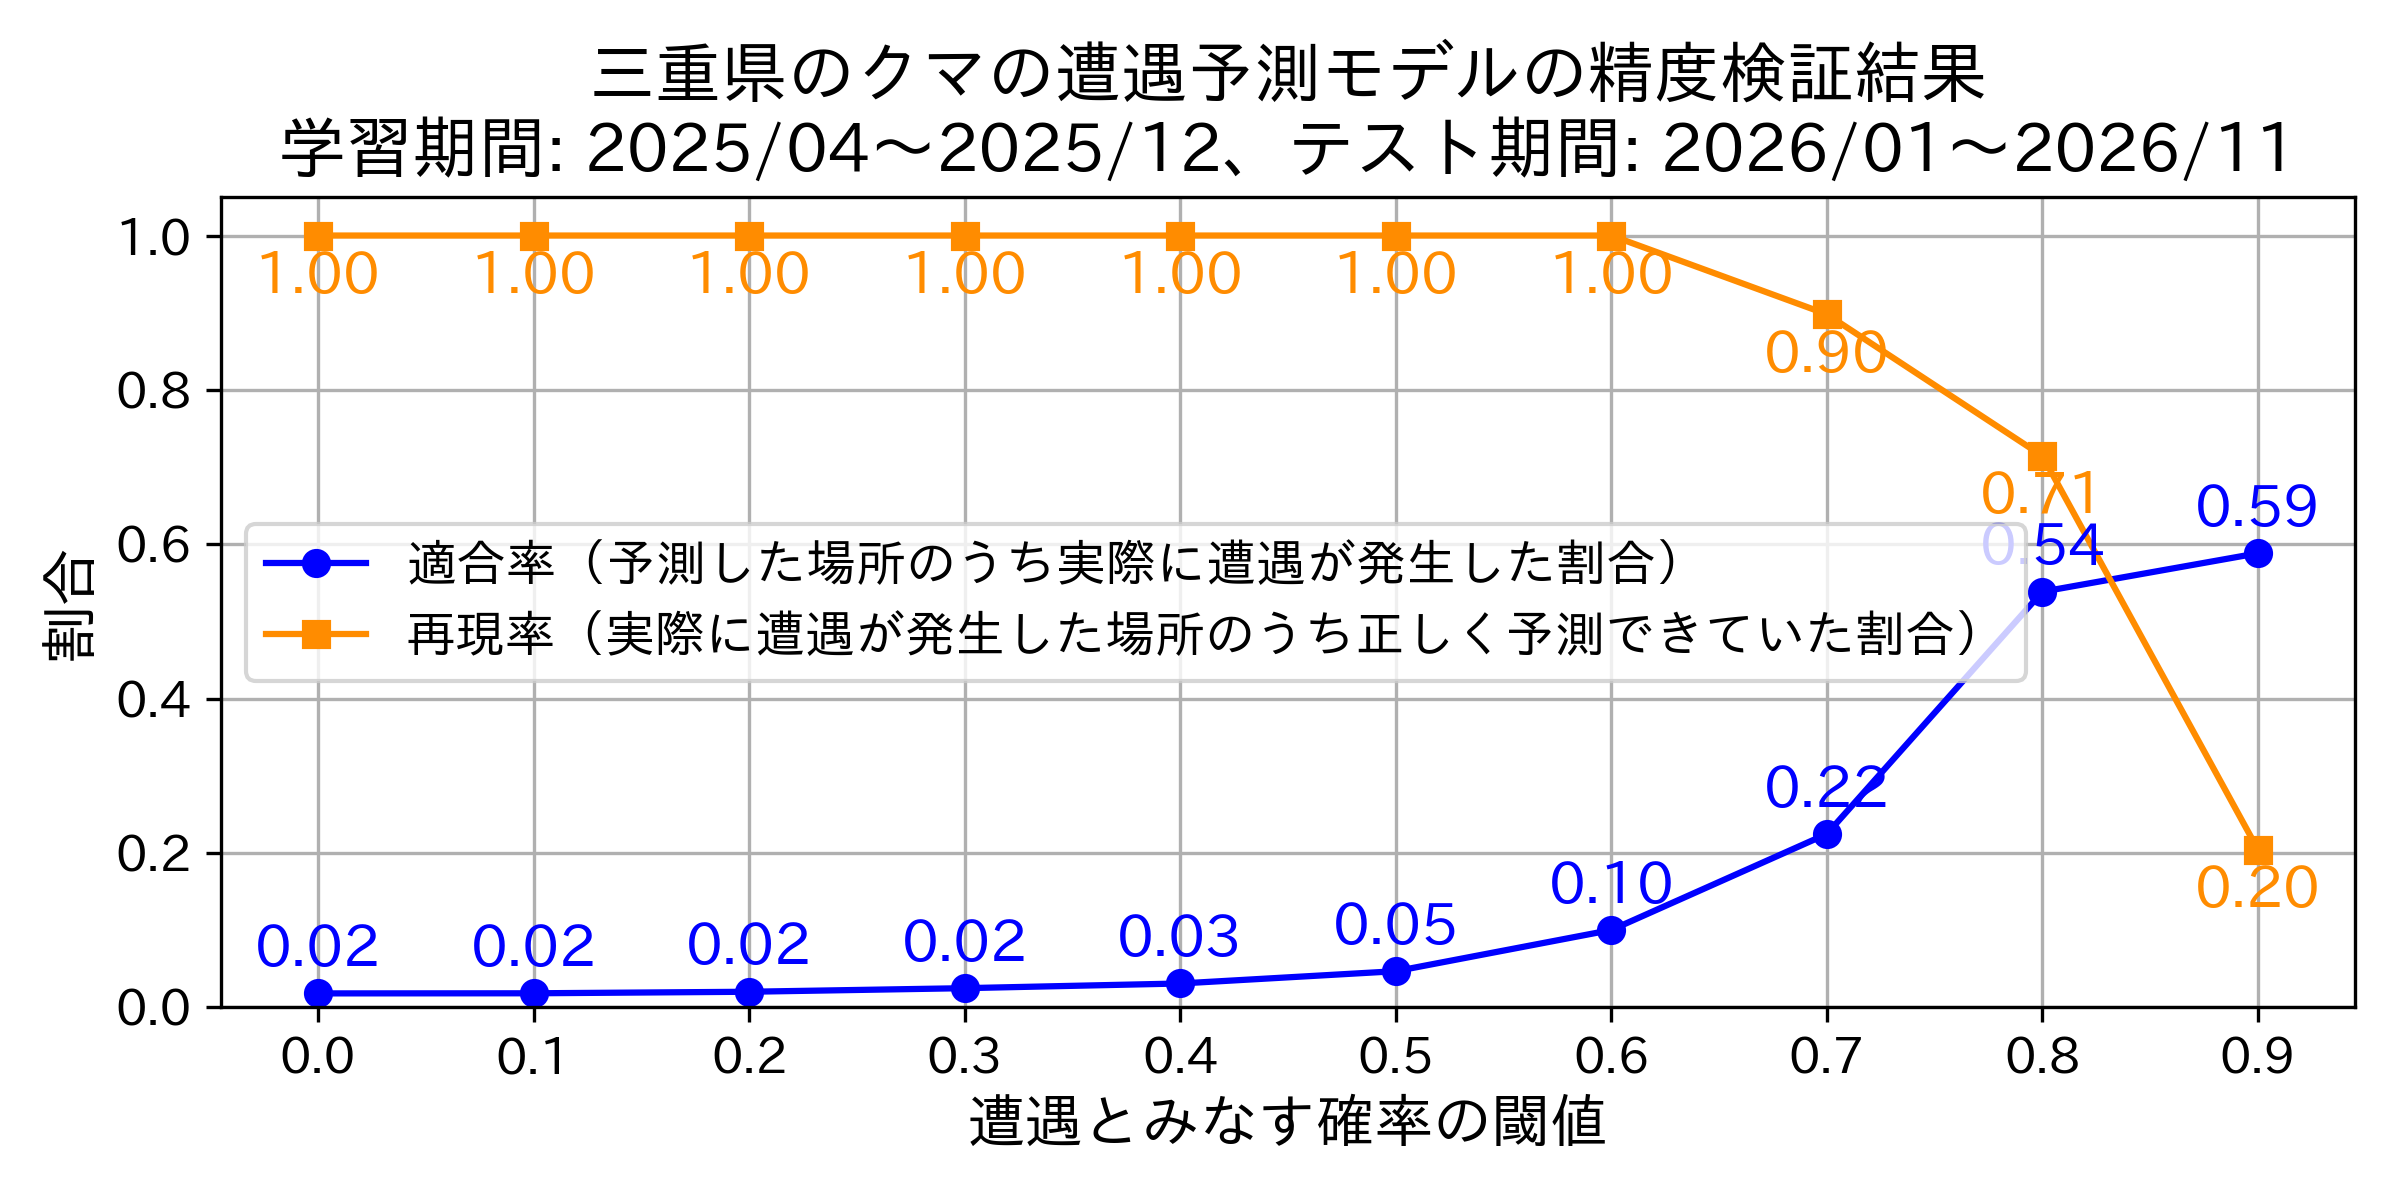 三重県のクマの遭遇予測モデルの精度検証結果
学習期間: 2025/04～2025/12、テスト期間: 2026/01～2026/11
割合
1.0
0.8
0.6
0.4
0.2
0.0
1.00 1.00 1.00 1.00 1.00 1.00 1.00 0.90 0.71 0.20
適合率（予測した場所のうち実際に遭遇が発生した割合）
再現率（実際に遭遇が発生した場所のうち正しく予測できていた割合）
0.02 0.02 0.02 0.02 0.03 0.05 0.10 0.22 0.54 0.59
0.0 0.1 0.2 0.3 0.4 0.5 0.6 0.7 0.8 0.9
遭遇とみなす確率の閾値